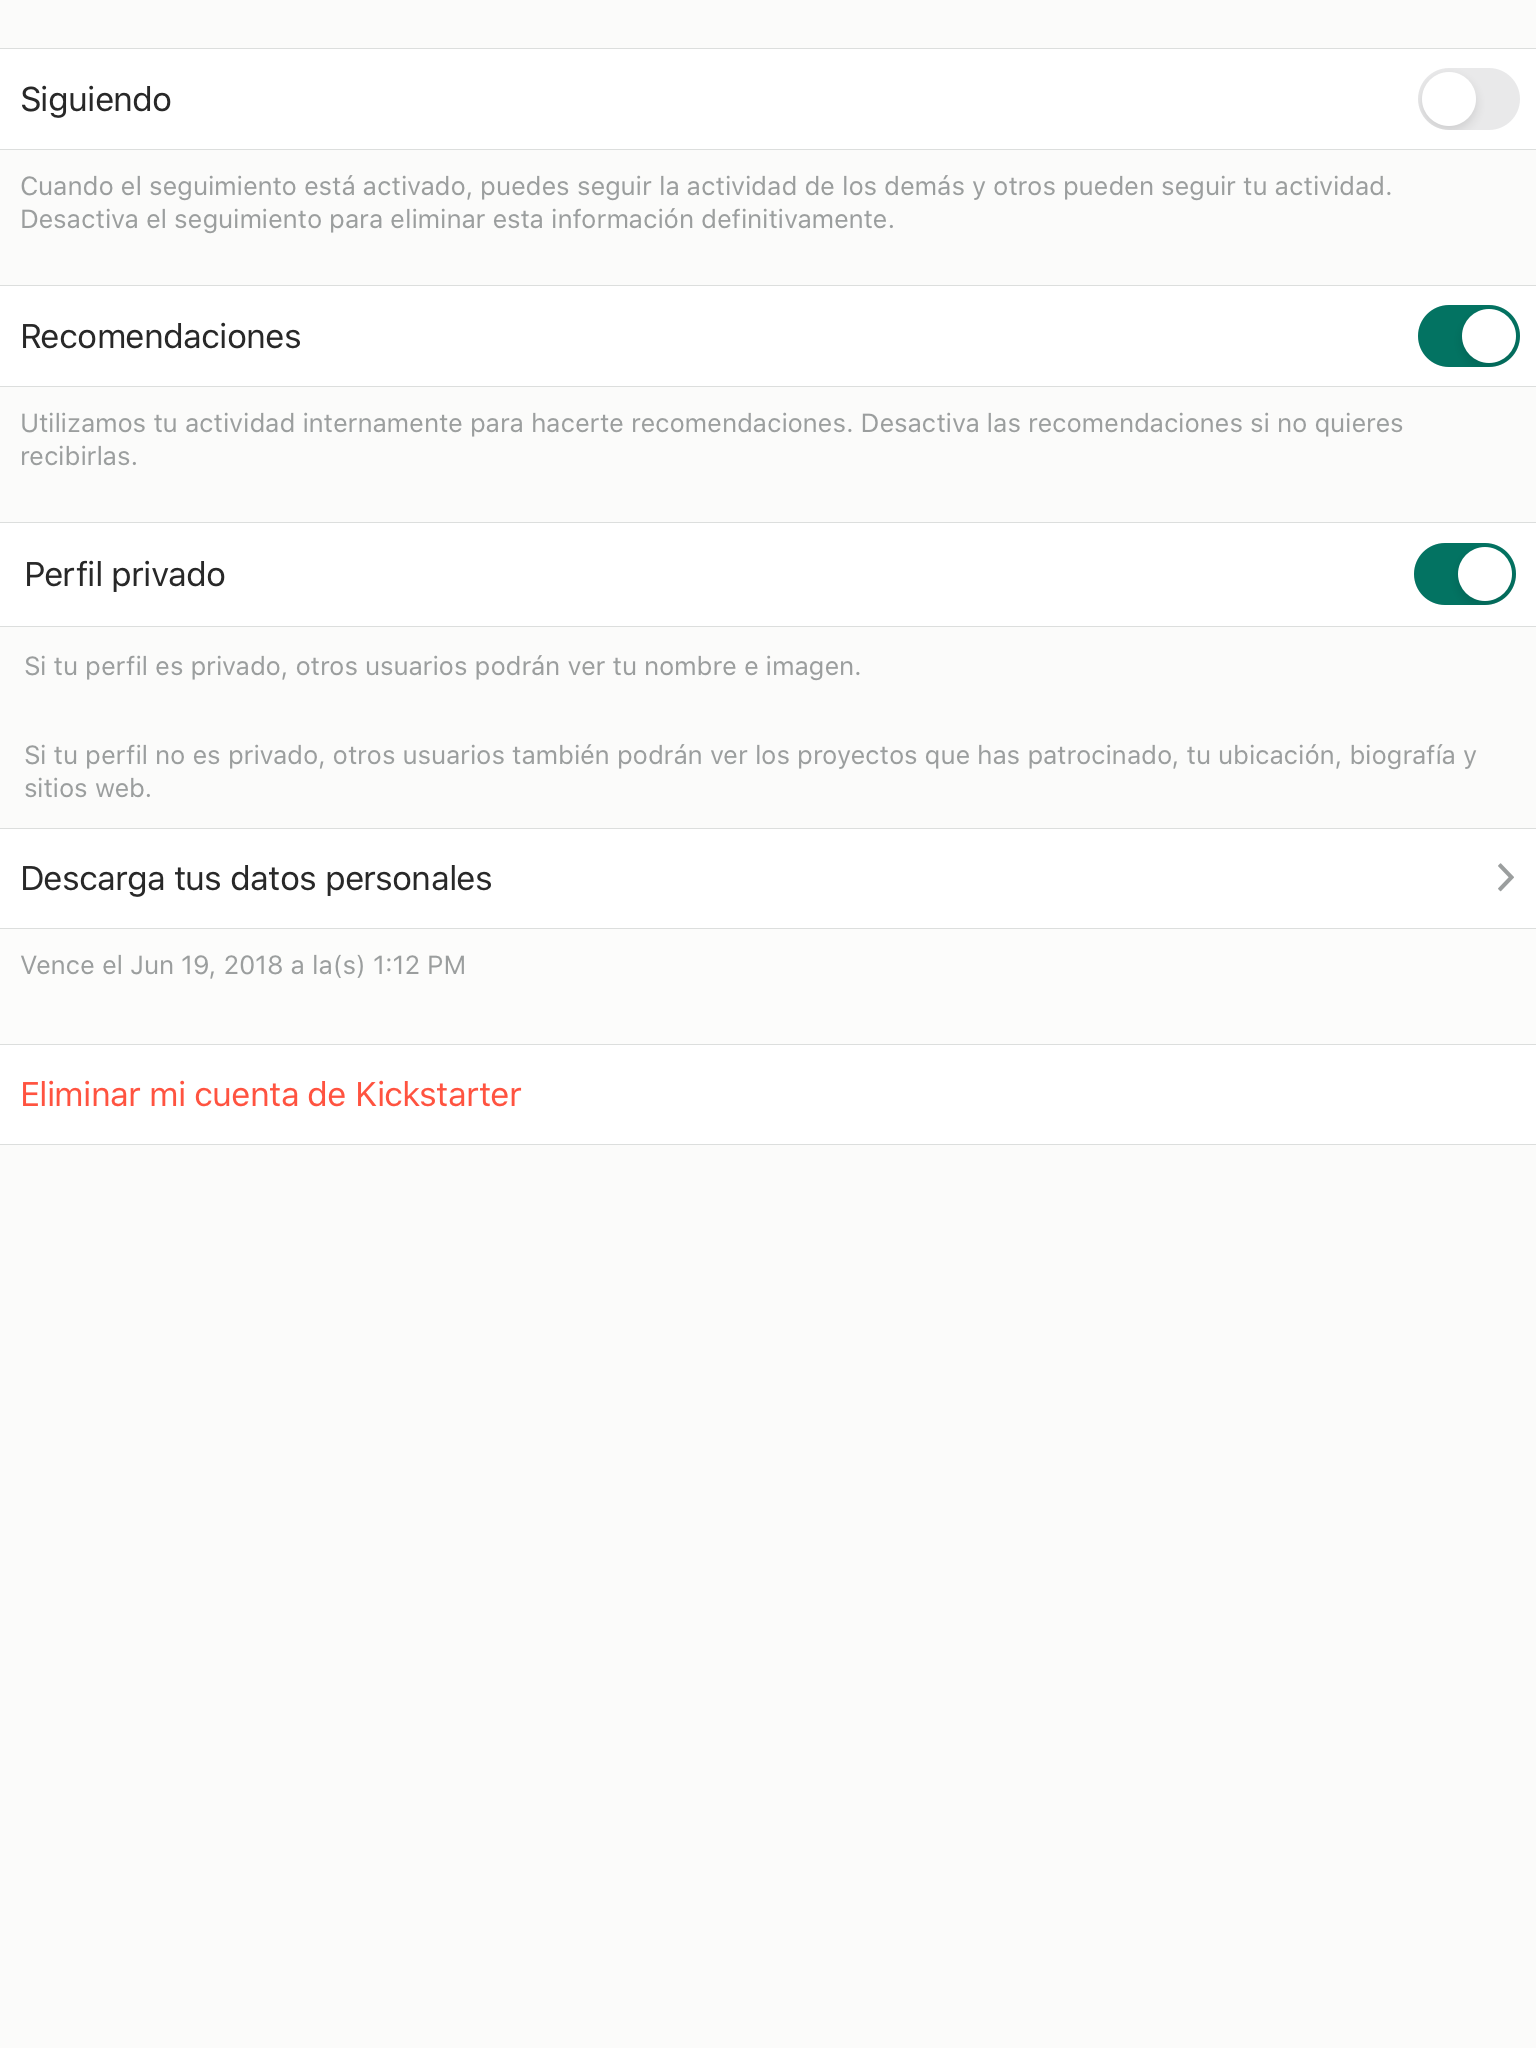 Siguiendo
Cuando el seguimiento está activado, puedes seguir la actividad de los demás y otros pueden seguir tu actividad.
Desactiva el seguimiento para eliminar esta información definitivamente.
Recomendaciones
Utilizamos tu actividad internamente para hacerte recomendaciones. Desactiva las recomendaciones si no quieres
recibirlas.
Perfil privado
Si tu perfil es privado, otros usuarios podrán ver tu nombre e imagen.
Si tu perfil no es privado, otros usuarios también podrán ver los proyectos que has patrocinado, tu ubicación, biografía y
sitios web.
Descarga tus datos personales
Vence el Jun 19, 2018 a la(s) 1:12 PM
Eliminar mi cuenta de Kickstarter